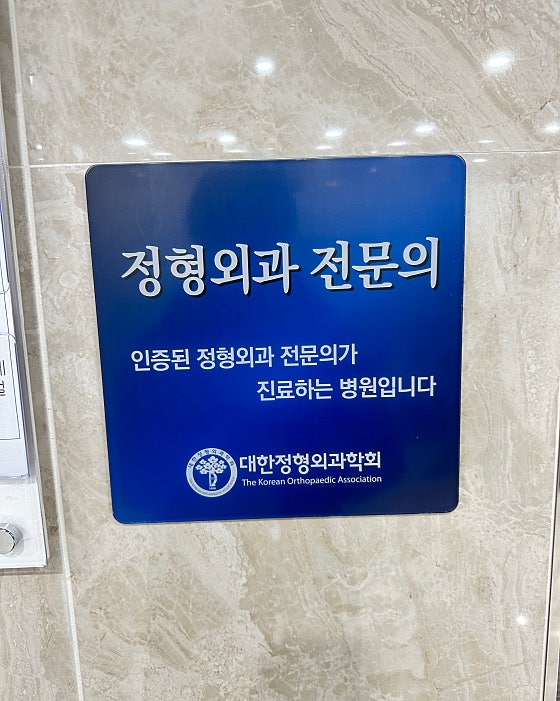 정형외과 전문의
인증된 정형외과 전문의가
진료하는 병원입니다
대한정형외과학회
The Korean Orthopaedic Association